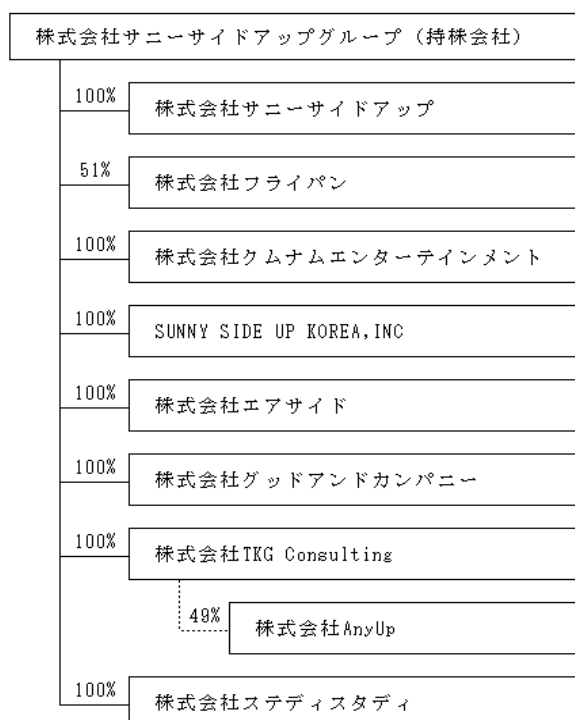 株式会社サニーサイドアップグループ（持株会社）
100%
株式会社サニーサイドアップ
51%
株式会社フライパン
100%
株式会社クムナムエンターテインメント
100%
SUNNY SIDE UP KOREA,INC
100%
株式会社エアサイド
100%
株式会社グッドアンドカンパニー
100%
株式会社TKG Consulting
49%
株式会社AnyUp
100%
株式会社ステディスタディ